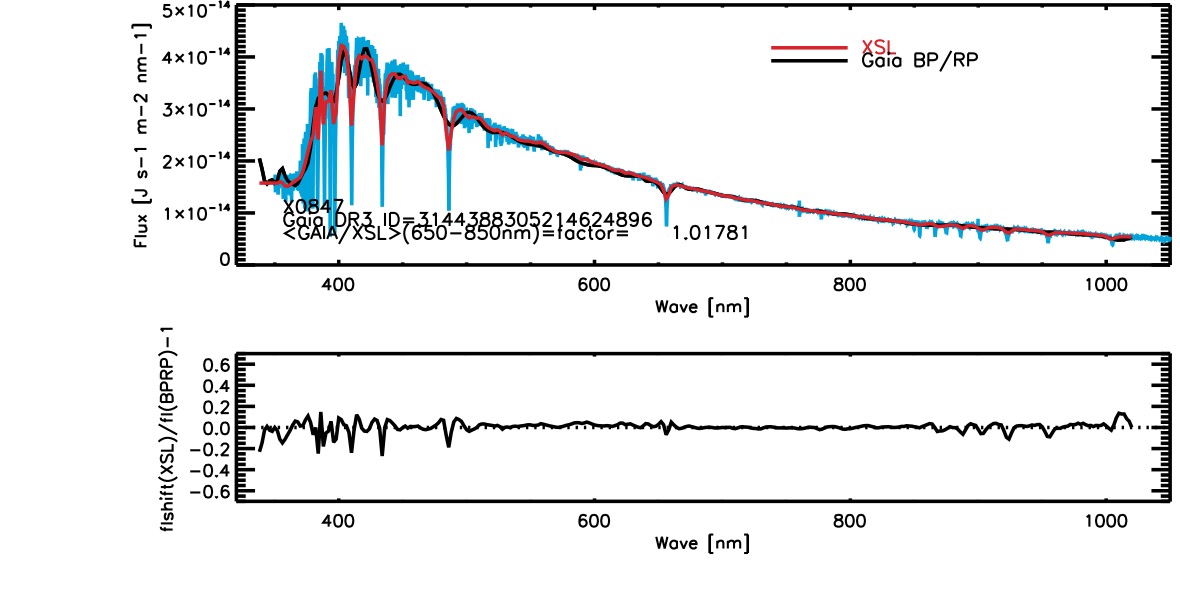 5×10−14
4×10−14
3×10−14
2×10−14
1×10−14
0
Flux [J s−1 m−2 nm−1]
XSL
Gaia BP/RP
X0847
Gaia DR3 ID=3144388305214624896
<GAIA/XSL>(650−850nm)=factor= 1.01781
400 600 800 1000
Wave [nm]
flshift(XSL)/fl(BPRP)−1
0.6
0.4
0.2
0.0
−0.2
−0.4
−0.6
400 600 800 1000
Wave [nm]